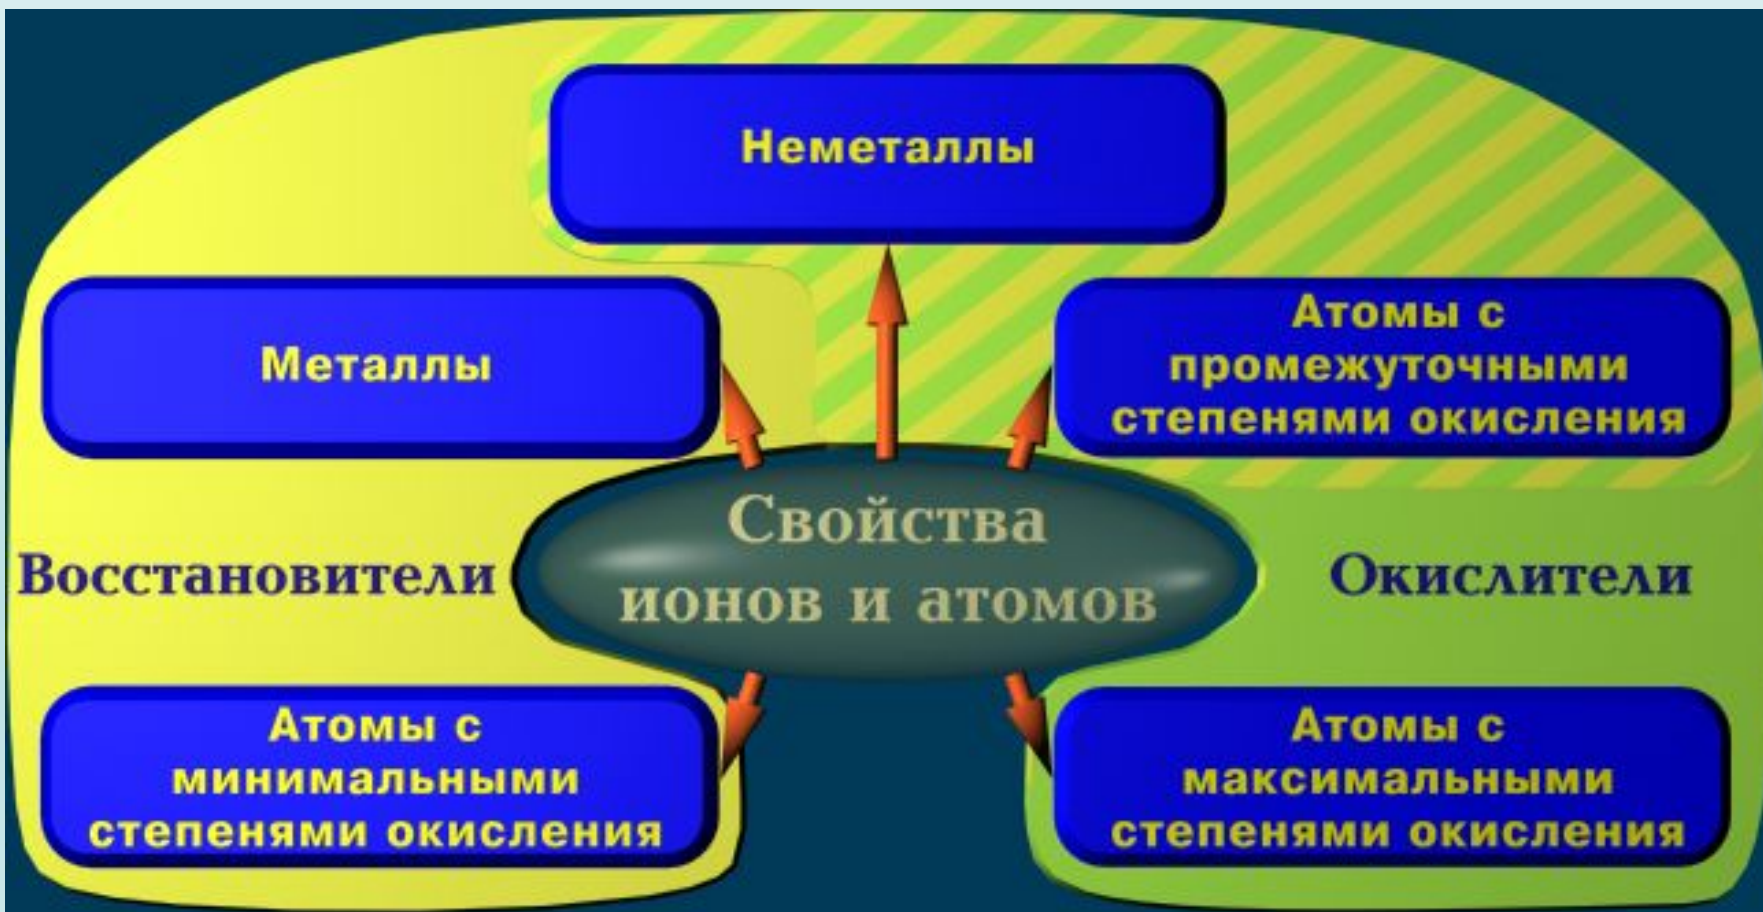 Неметаллы
Металлы
Атомы с
промежуточными
степенями окисления
Свойства
ионов и атомов
Восстановители
Окислители
Атомы с
минимальными
степенями окисления
Атомы с
максимальными
степенями окисления